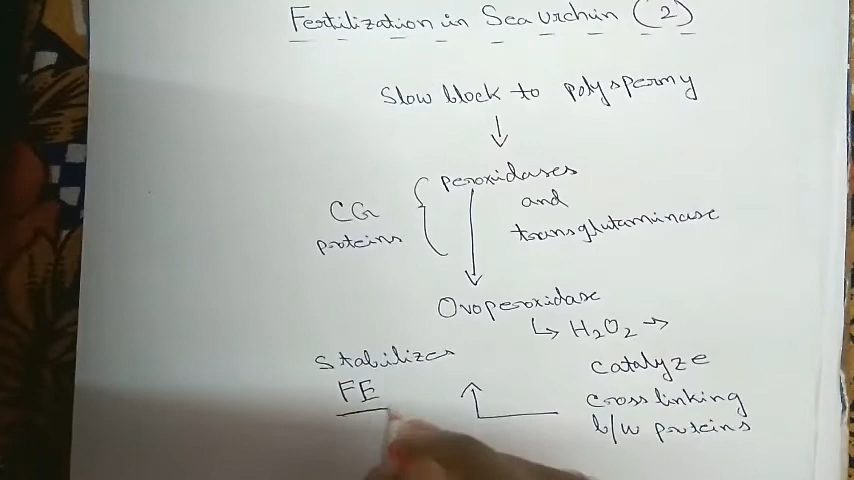 Fertilization in Sea urchin (2)
Slow block to polyspermy
peroxidases
and
transglutaminase
CG
proteins
Ovoperoxidase
H2O2
Catalyze
cross linking
b/w proteins
Stabilizes
FE